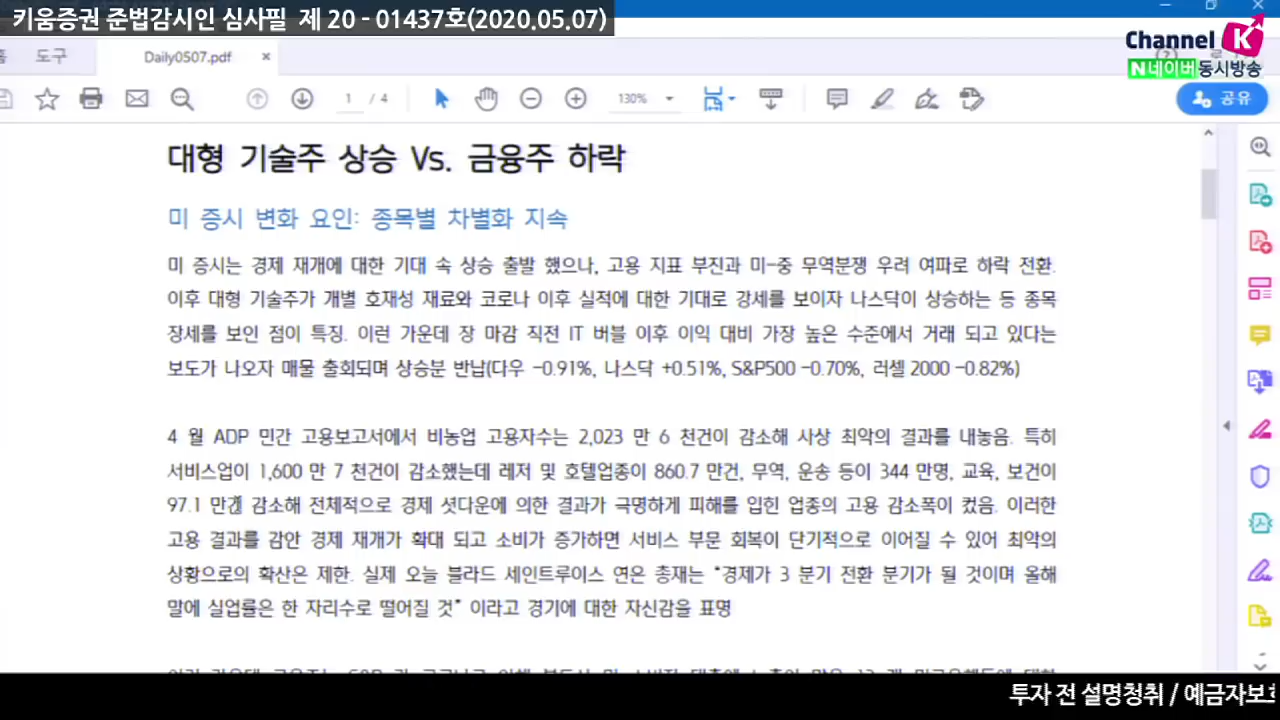 키움증권 준법감시인 심사필 제 20 - 01437호(2020.05.07)
Channel K
N네이버 동시방송
도구
Daily0507.pdf ×
1 / 4
130%
공유
대형 기술주 상승 Vs. 금융주 하락
미 증시 변화 요인: 종목별 차별화 지속
미 증시는 경제 재개에 대한 기대 속 상승 출발 했으나, 고용 지표 부진과 미-중 무역분쟁 우려 여파로 하락 전환.
이후 대형 기술주가 개별 호재성 재료와 코로나 이후 실적에 대한 기대로 강세를 보이자 나스닥이 상승하는 등 종목
장세를 보인 점이 특징. 이런 가운데 장 마감 직전 IT 버블 이후 이익 대비 가장 높은 수준에서 거래 되고 있다는
보도가 나오자 매물 출회되며 상승분 반납(다우 -0.91%, 나스닥 +0.51%, S&P500 -0.70%, 러셀 2000 -0.82%)
4 월 ADP 민간 고용보고서에서 비농업 고용자수는 2,023 만 6 천건이 감소해 사상 최악의 결과를 내놓음. 특히
서비스업이 1,600 만 7 천건이 감소했는데 레저 및 호텔업종이 860.7 만건, 무역, 운송 등이 344 만명, 교육, 보건이
97.1 만건 감소해 전체적으로 경제 셧다운에 의한 결과가 극명하게 피해를 입힌 업종의 고용 감소폭이 컸음. 이러한
고용 결과를 감안 경제 재개가 확대 되고 소비가 증가하면 서비스 부문 회복이 단기적으로 이어질 수 있어 최악의
상황으로의 확산은 제한. 실제 오늘 블라드 세인트루이스 연은 총재는 "경제가 3 분기 전환 분기가 될 것이며 올해
말에 실업률은 한 자리수로 떨어질 것" 이라고 경기에 대한 자신감을 표명
투자 전 설명청취 / 예금자보호